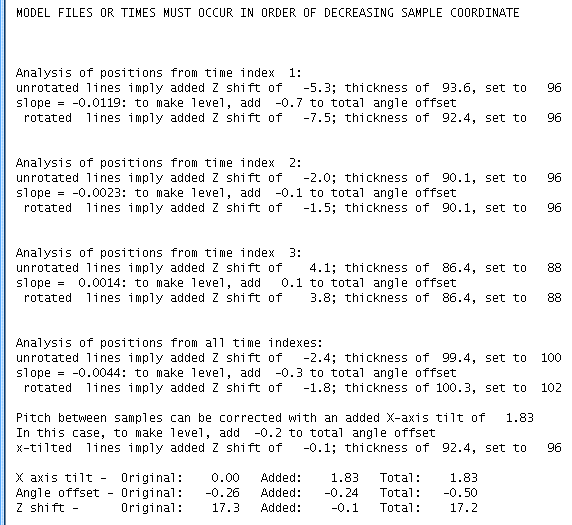 MODEL FILES OR TIMES MUST OCCUR IN ORDER OF DECREASING SAMPLE COORDINATE
Analysis of positions from time index 1:
unrotated lines imply added Z shift of -5.3; thickness of 93.6, set to 96
slope = -0.0119: to make level, add -0.7 to total angle offset
rotated lines imply added Z shift of -7.5; thickness of 92.4, set to 96
Analysis of positions from time index 2:
unrotated lines imply added Z shift of -2.0; thickness of 90.1, set to 96
slope = -0.0023: to make level, add -0.1 to total angle offset
rotated lines imply added Z shift of -1.5; thickness of 90.1, set to 96
Analysis of positions from time index 3:
unrotated lines imply added Z shift of 4.1; thickness of 86.4, set to 88
slope = 0.0014: to make level, add 0.1 to total angle offset
rotated lines imply added Z shift of 3.8; thickness of 86.4, set to 88
Analysis of positions from all time indexes:
unrotated lines imply added Z shift of -2.4; thickness of 99.4, set to 100
slope = -0.0044: to make level, add -0.3 to total angle offset
rotated lines imply added Z shift of -1.8; thickness of 100.3, set to 102
Pitch between samples can be corrected with an added X-axis tilt of 1.83
In this case, to make level, add -0.2 to total angle offset
x-tilted lines imply added Z shift of -0.1; thickness of 92.4, set to 96
X axis tilt - Original: 0.00 Added: 1.83 Total: 1.83
Angle offset - Original: -0.26 Added: -0.24 Total: -0.50
Z shift - Original: 17.3 Added: -0.1 Total: 17.2